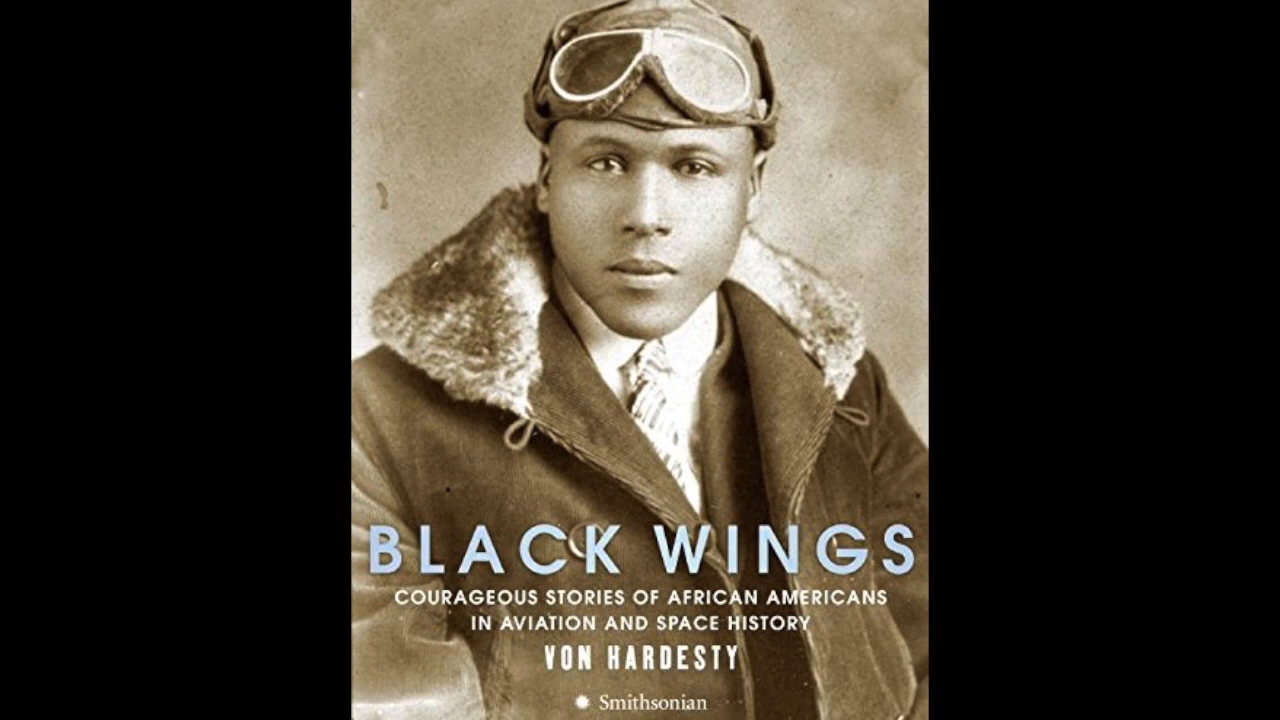 BLACK WINGS
COURAGEOUS STORIES OF AFRICAN AMERICANS
IN AVIATION AND SPACE HISTORY
VON HARDESTY
Smithsonian